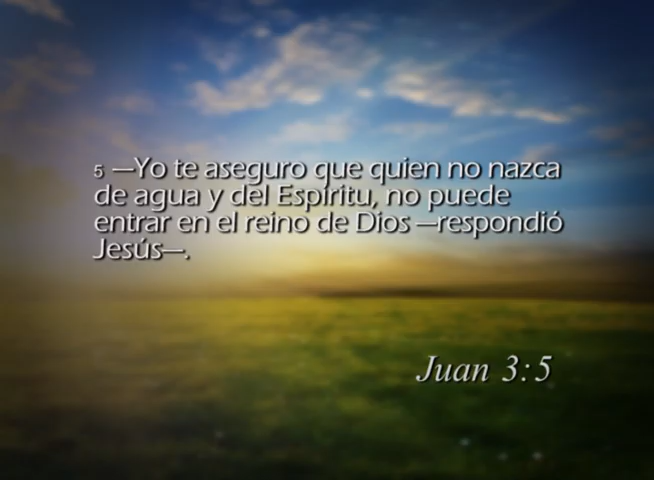 5 —Yo te aseguro que quien no nazca
de agua y del Espíritu, no puede
entrar en el reino de Dios —respondió
Jesús—.
Juan 3:5